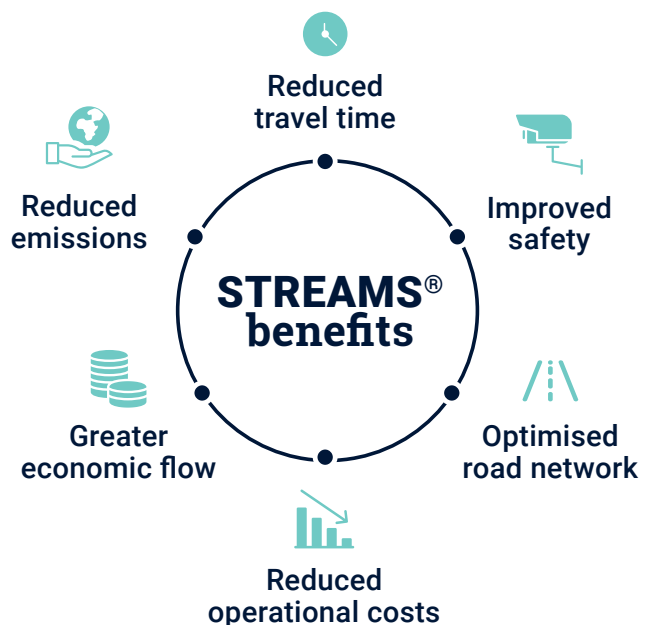 Reduced
travel time
Improved
safety
Optimised
road network
Reduced
operational costs
Greater
economic flow
Reduced
emissions
STREAMS®
benefits